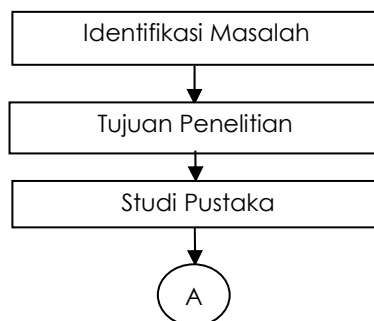 Identifikasi Masalah
Tujuan Penelitian
Studi Pustaka
A